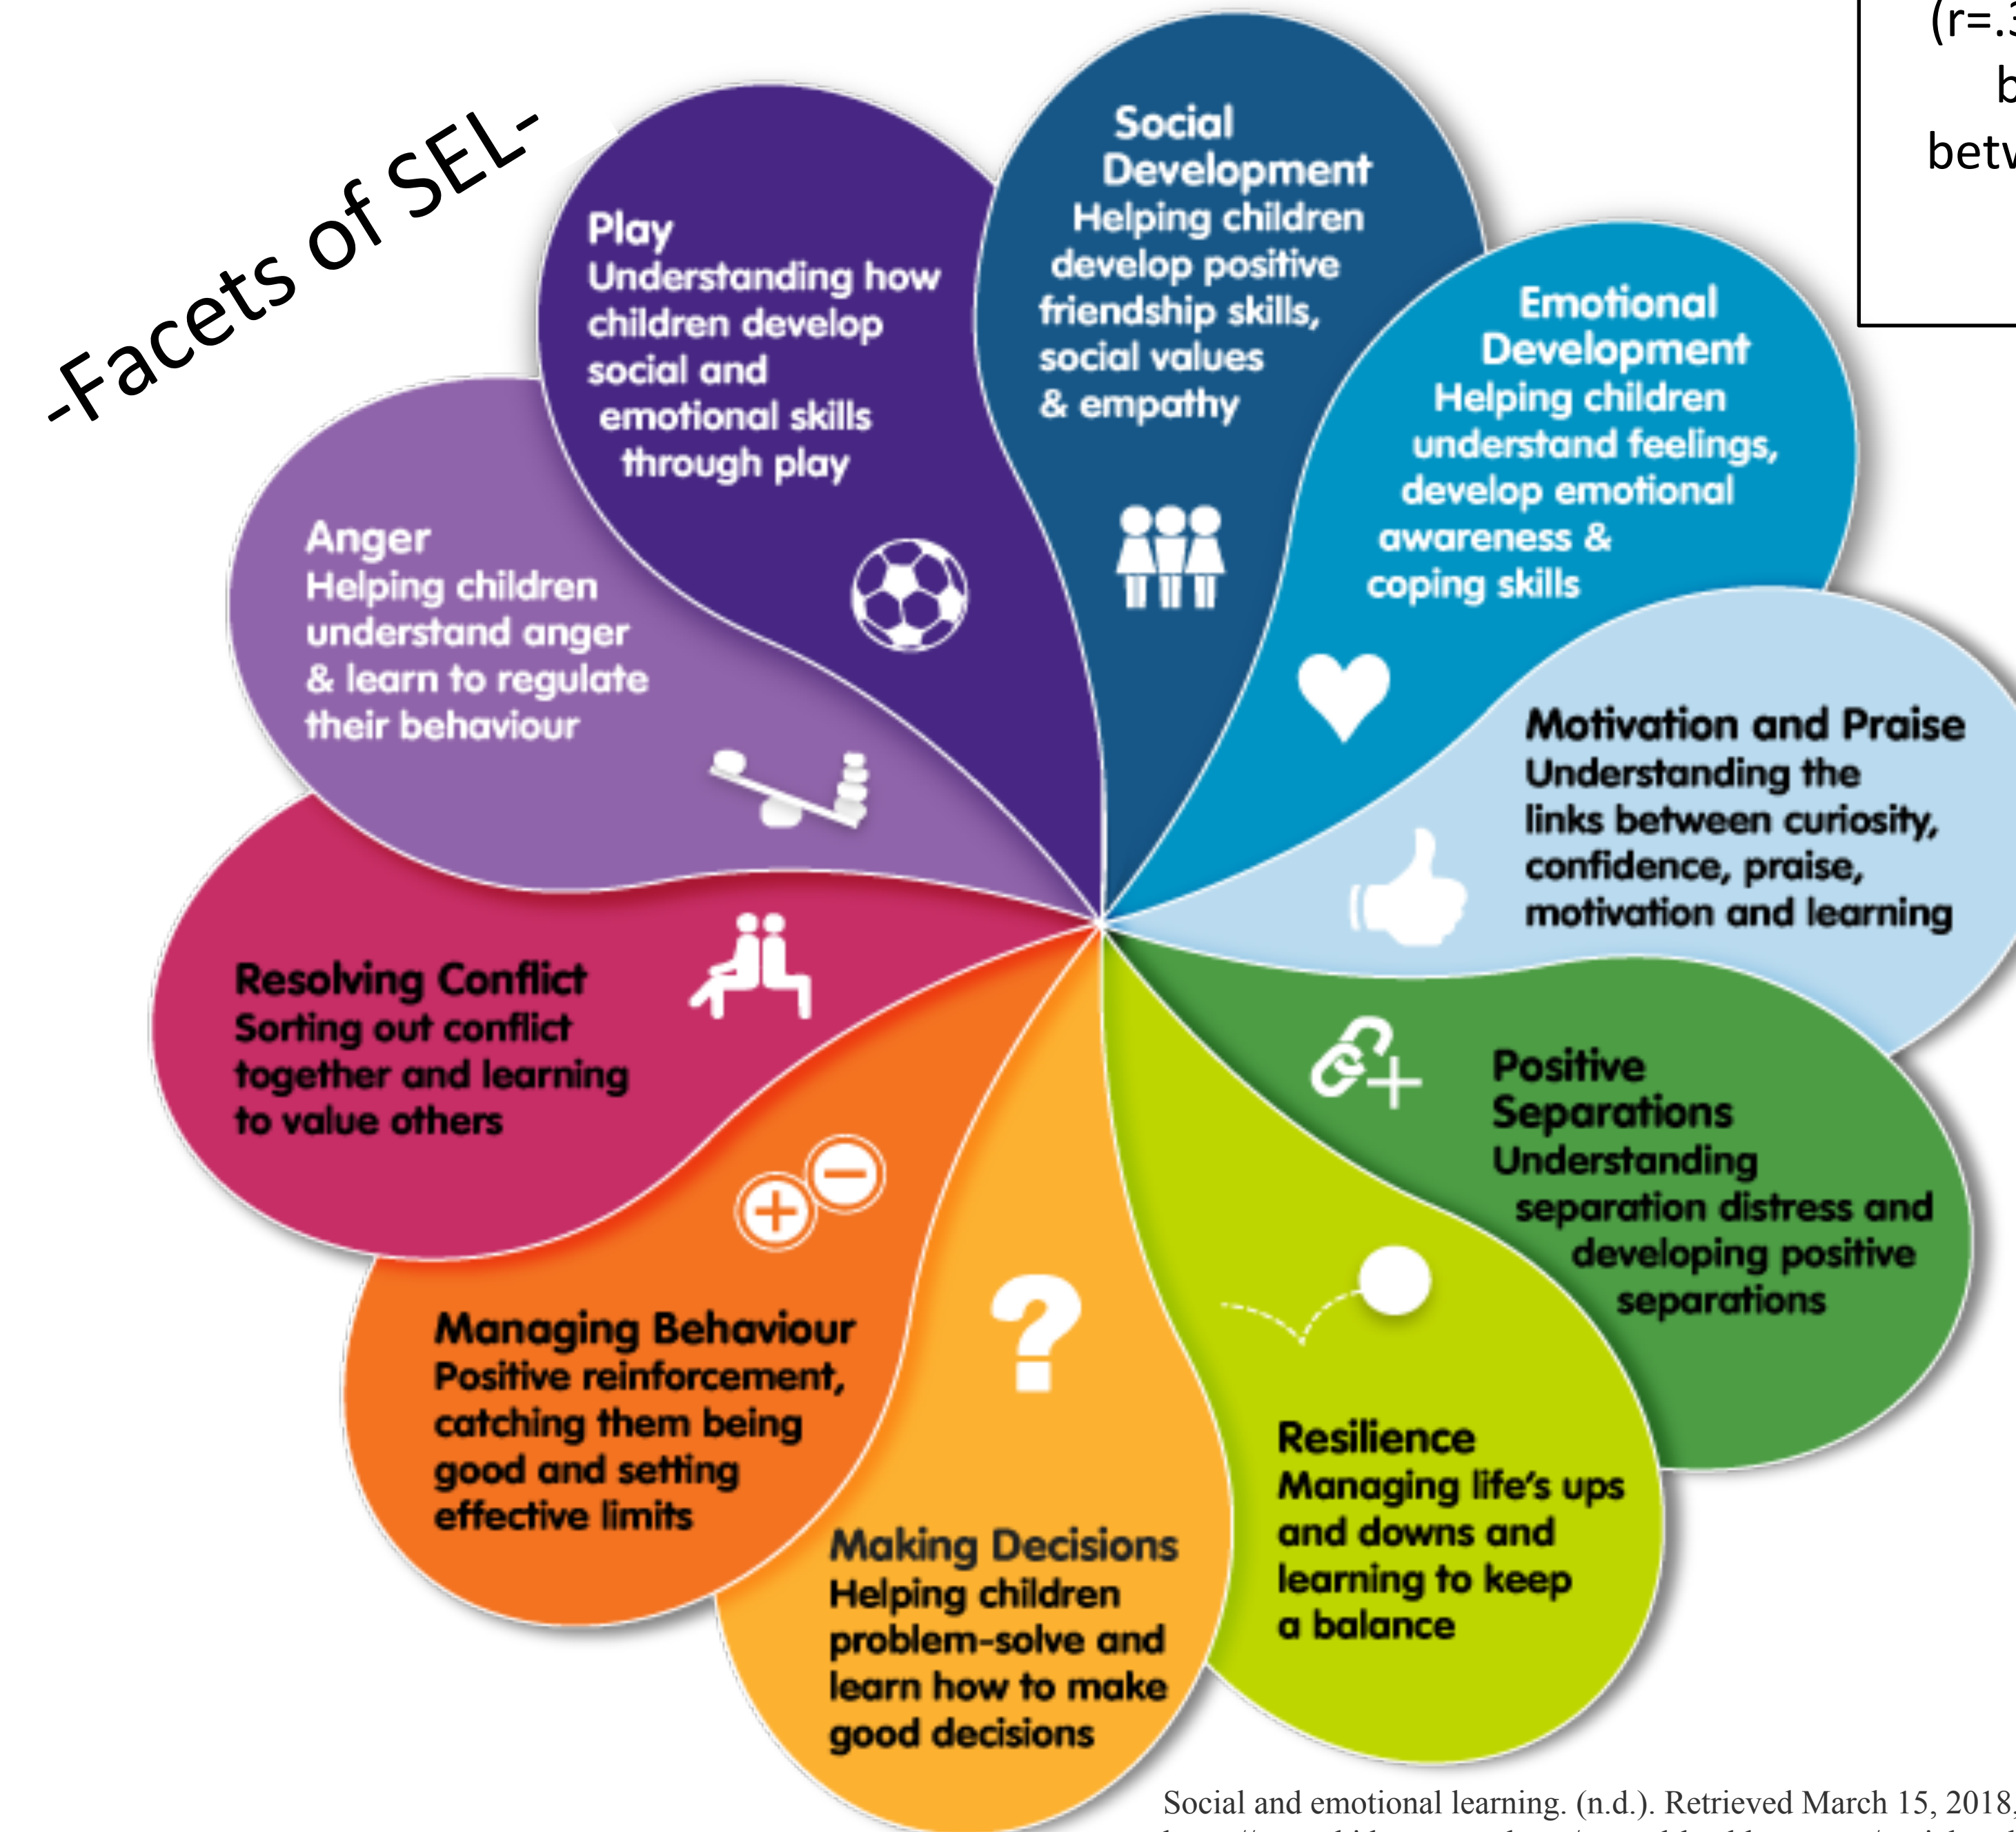 -Facets of SEL-
Play
Understanding how
children develop
social and
emotional skills
through play
Social
Development
Helping children
develop positive
friendship skills,
social values
& empathy
Emotional
Development
Helping children
understand feelings,
develop emotional
awareness &
coping skills
Motivation and Praise
Understanding the
links between curiosity,
confidence, praise,
motivation and learning
Positive
Separations
Understanding
separation distress and
developing positive
separations
Resilience
Managing life's ups
and downs and
learning to keep
a balance
Making Decisions
Helping children
problem-solve and
learn how to make
good decisions
Managing Behaviour
Positive reinforcement,
catching them being
good and setting
effective limits
Resolving Conflict
Sorting out conflict
together and learning
to value others
Anger
Helping children
understand anger
& learn to regulate
their behaviour
(r=.3
Social and emotional learning. (n.d.). Retrieved March 15, 2018,